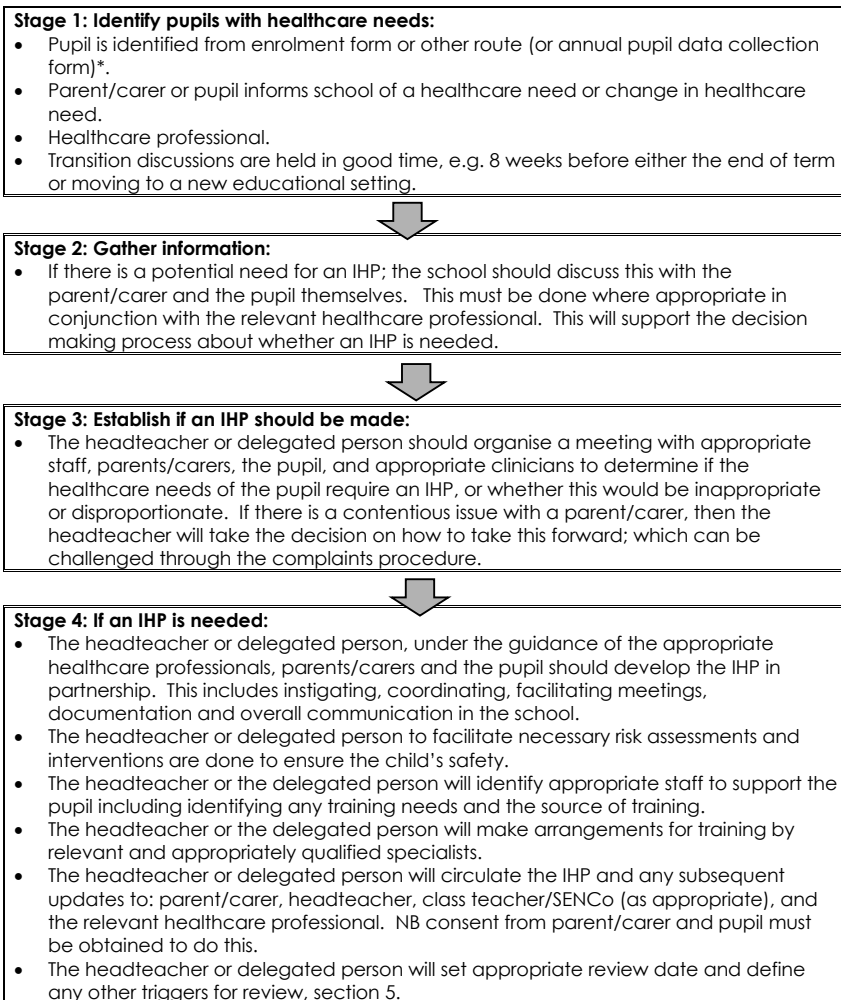 Stage 1: Identify pupils with healthcare needs:
• Pupil is identified from enrolment form or other route (or annual pupil data collection
form)*.
• Parent/carer or pupil informs school of a healthcare need or change in healthcare
need.
• Healthcare professional.
• Transition discussions are held in good time, e.g. 8 weeks before either the end of term
or moving to a new educational setting.
Stage 2: Gather information:
• If there is a potential need for an IHP; the school should discuss this with the
parent/carer and the pupil themselves. This must be done where appropriate in
conjunction with the relevant healthcare professional. This will support the decision
making process about whether an IHP is needed.
Stage 3: Establish if an IHP should be made:
• The headteacher or delegated person should organise a meeting with appropriate
staff, parents/carers, the pupil, and appropriate clinicians to determine if the
healthcare needs of the pupil require an IHP, or whether this would be inappropriate
or disproportionate. If there is a contentious issue with a parent/carer, then the
headteacher will take the decision on how to take this forward; which can be
challenged through the complaints procedure.
Stage 4: If an IHP is needed:
• The headteacher or delegated person, under the guidance of the appropriate
healthcare professionals, parents/carers and the pupil should develop the IHP in
partnership. This includes instigating, coordinating, facilitating meetings,
documentation and overall communication in the school.
• The headteacher or delegated person to facilitate necessary risk assessments and
interventions are done to ensure the child's safety.
• The headteacher or the delegated person will identify appropriate staff to support the
pupil including identifying any training needs and the source of training.
• The headteacher or the delegated person will make arrangements for training by
relevant and appropriately qualified specialists.
• The headteacher or delegated person will circulate the IHP and any subsequent
updates to: parent/carer, headteacher, class teacher/SENCo (as appropriate), and
the relevant healthcare professional. NB consent from parent/carer and pupil must
be obtained to do this.
• The headteacher or delegated person will set appropriate review date and define
any other triggers for review, section 5.